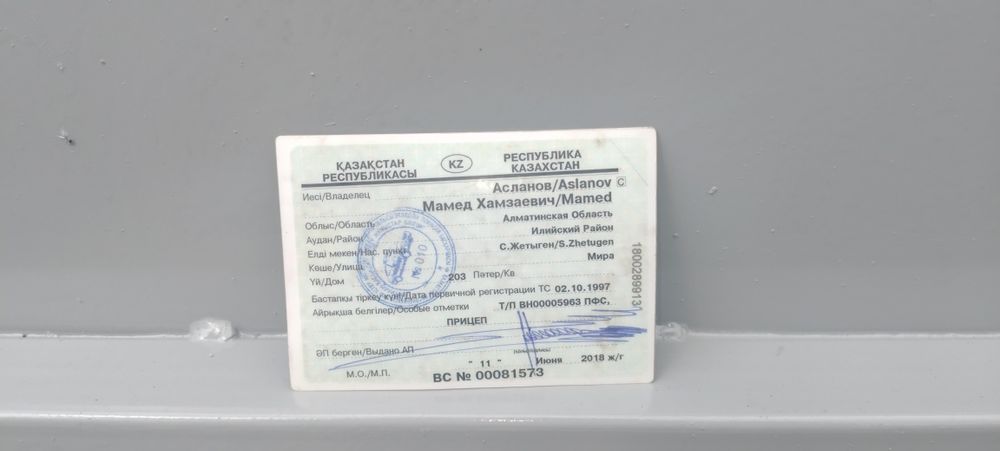 ҚАЗАҚСТАН
РЕСПУБЛИКАСЫ
KZ
РЕСПУБЛИКА
КАЗАХСТАН
Иесі/Владелец Асланов/Aslanov C
Мамед Хамзаевич/Mamed
Облыс/Область Алматинская Область
Аудан/Район Илийский Район
Елді мекен/Нас. пункт С.Жетыген/S.Zhetugen
Көше/Улица Мира
Үй/Дом 203 Пәтер/Кв
Бастапқы тіркеу күні/Дата первичной регистрации ТС 02.10.1997
Айрықша белгілер/Особые отметки Т/П ВН00005963 ПФС,
ПРИЦЕП
ӘП берген/Выдано АП
" 11 " Июня 2018 ж/г
М.О./М.П. ВС № 00081573
№ 010